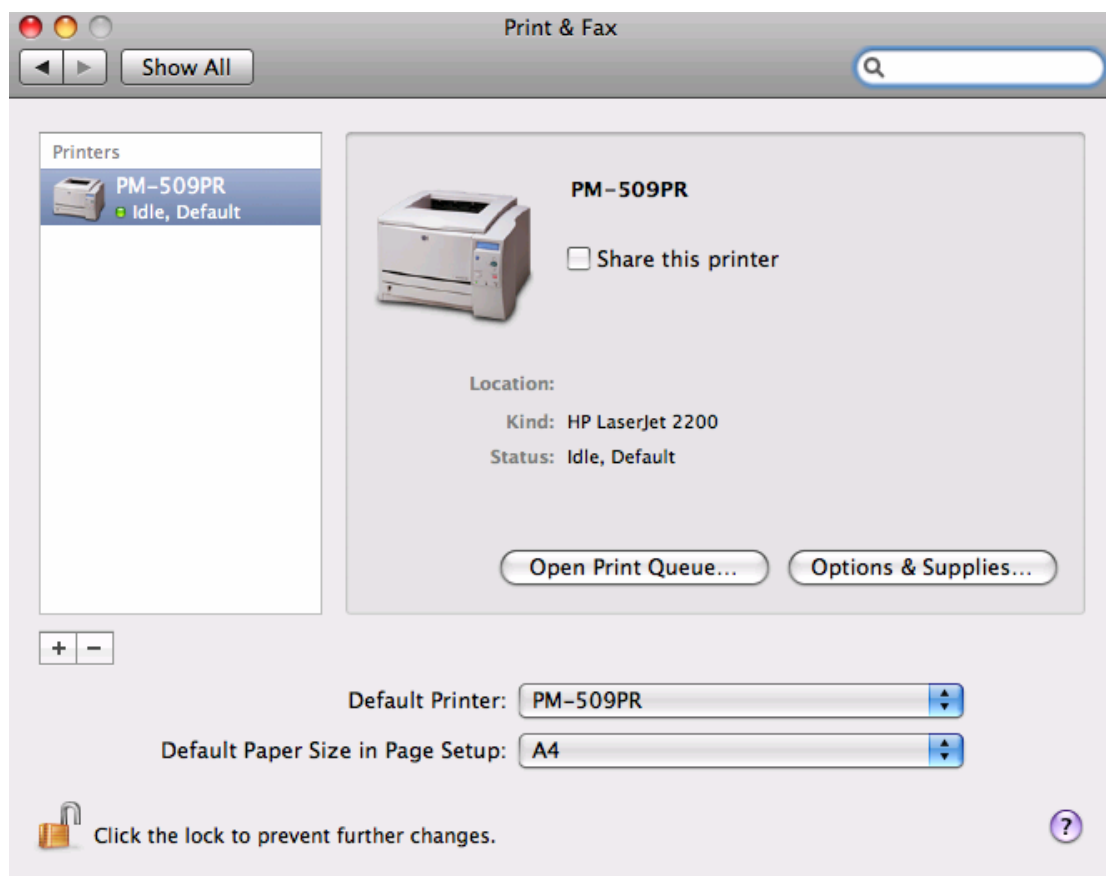 Print & Fax
Show All
Printers
PM-509PR
Idle, Default
PM-509PR
Share this printer
Location:
Kind: HP LaserJet 2200
Status: Idle, Default
Open Print Queue...
Options & Supplies...
+ -
Default Printer: PM-509PR
Default Paper Size in Page Setup: A4
Click the lock to prevent further changes.
?